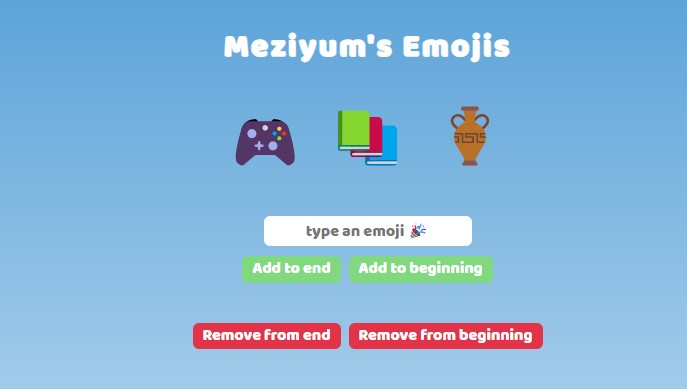 Meziyum's Emojis
type an emoji 🎉
Add to end Add to beginning
Remove from end Remove from beginning